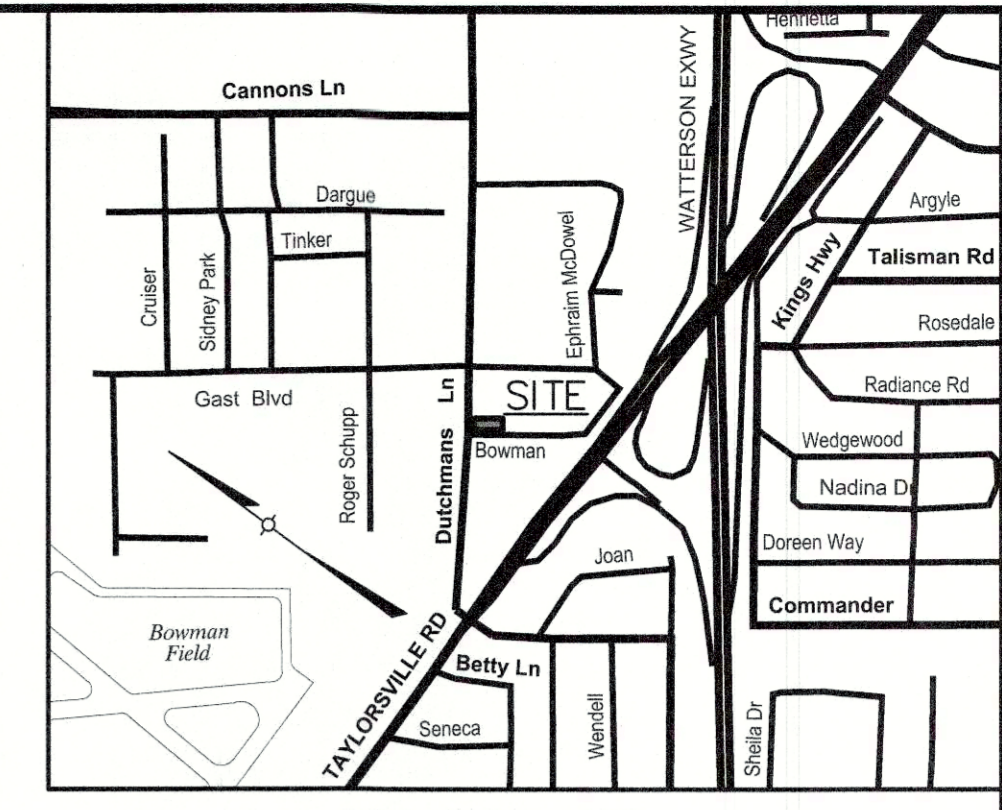 Henrietta
WATTERSON EXWY
Cannons Ln
Dargue
Argyle
Tinker
Ephraim McDowel
Kings Hwy
Talisman Rd
Cruiser
Sidney Park
Rosedale
Gast Blvd
Dutchmans Ln
SITE
Radiance Rd
Roger Schupp
Bowman
Wedgewood
Nadina Dr
Doreen Way
Joan
Commander
Bowman
Field
TAYLORSVILLE RD
Betty Ln
Seneca
Wendell
Sheila Dr